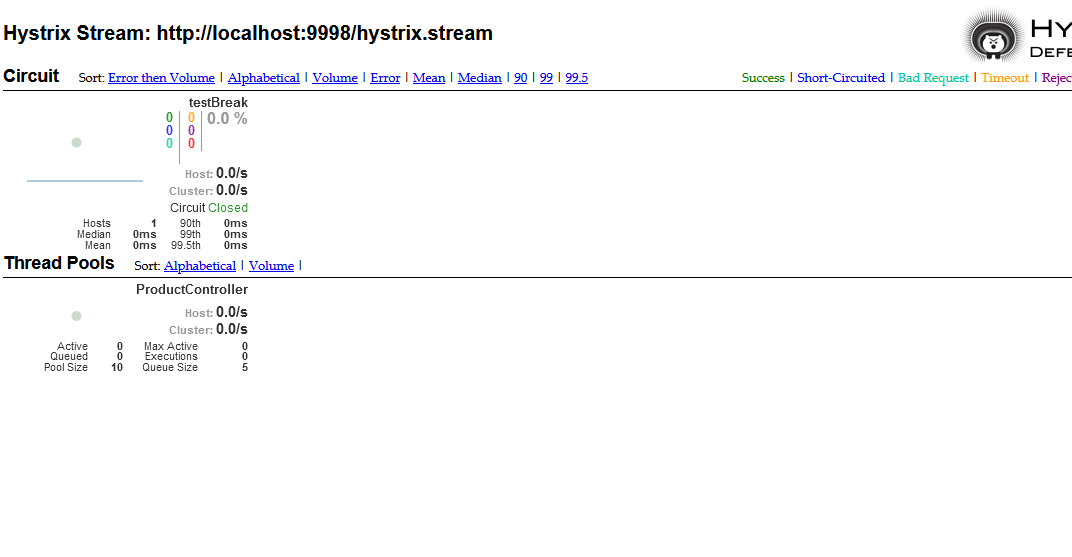 Hystrix Stream: http://localhost:9998/hystrix.stream
HY
DEFE
Circuit Sort: Error then Volume | Alphabetical | Volume | Error | Mean | Median | 90 | 99 | 99.5
Success | Short-Circuited | Bad Request | Timeout | Rejec
testBreak
0 0 0.0 %
0 0
0 0
Host: 0.0/s
Cluster: 0.0/s
Circuit Closed
Hosts 1 90th 0ms
Median 0ms 99th 0ms
Mean 0ms 99.5th 0ms
Thread Pools Sort: Alphabetical | Volume |
ProductController
Host: 0.0/s
Cluster: 0.0/s
Active 0 Max Active 0
Queued 0 Executions 0
Pool Size 10 Queue Size 5